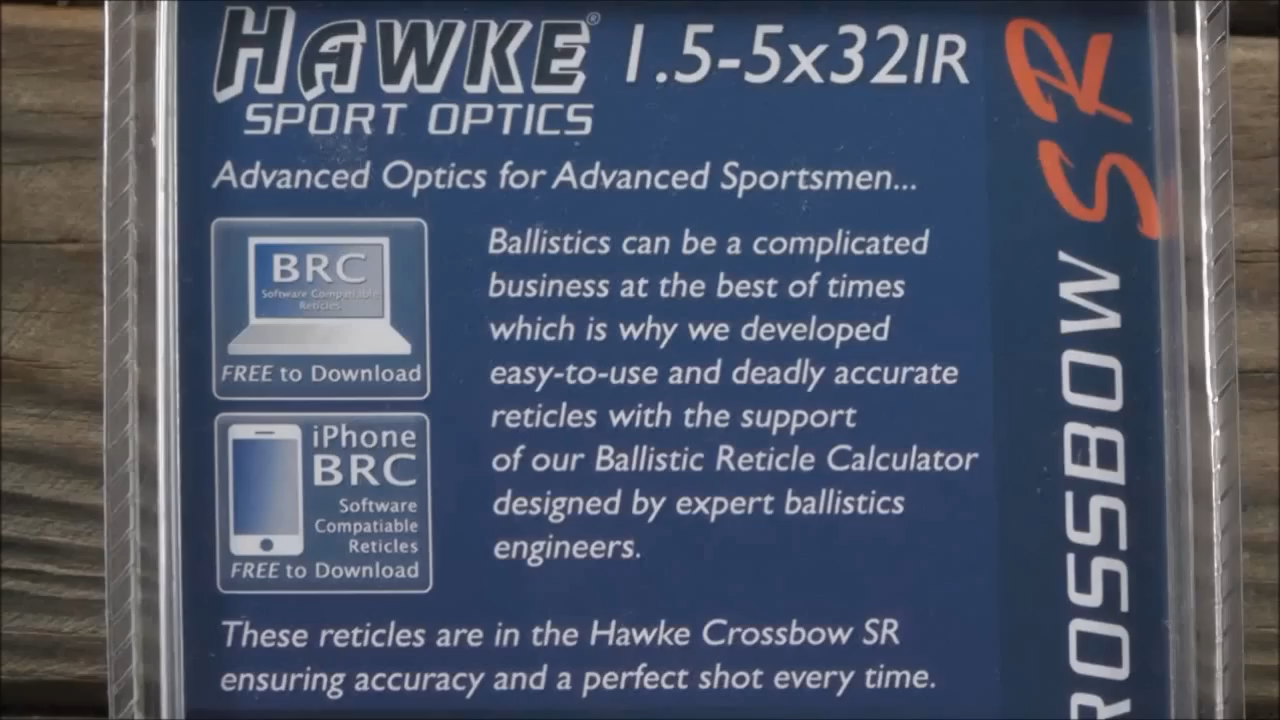 HAWKE® 1.5-5x32IR
SPORT OPTICS
Advanced Optics for Advanced Sportsmen...
BRC
Software Compatiable
Reticles
FREE to Download
iPhone
BRC
Software
Compatiable
Reticles
FREE to Download
Ballistics can be a complicated
business at the best of times
which is why we developed
easy-to-use and deadly accurate
reticles with the support
of our Ballistic Reticle Calculator
designed by expert ballistics
engineers.
These reticles are in the Hawke Crossbow SR
ensuring accuracy and a perfect shot every time.
ROSSBOW SR